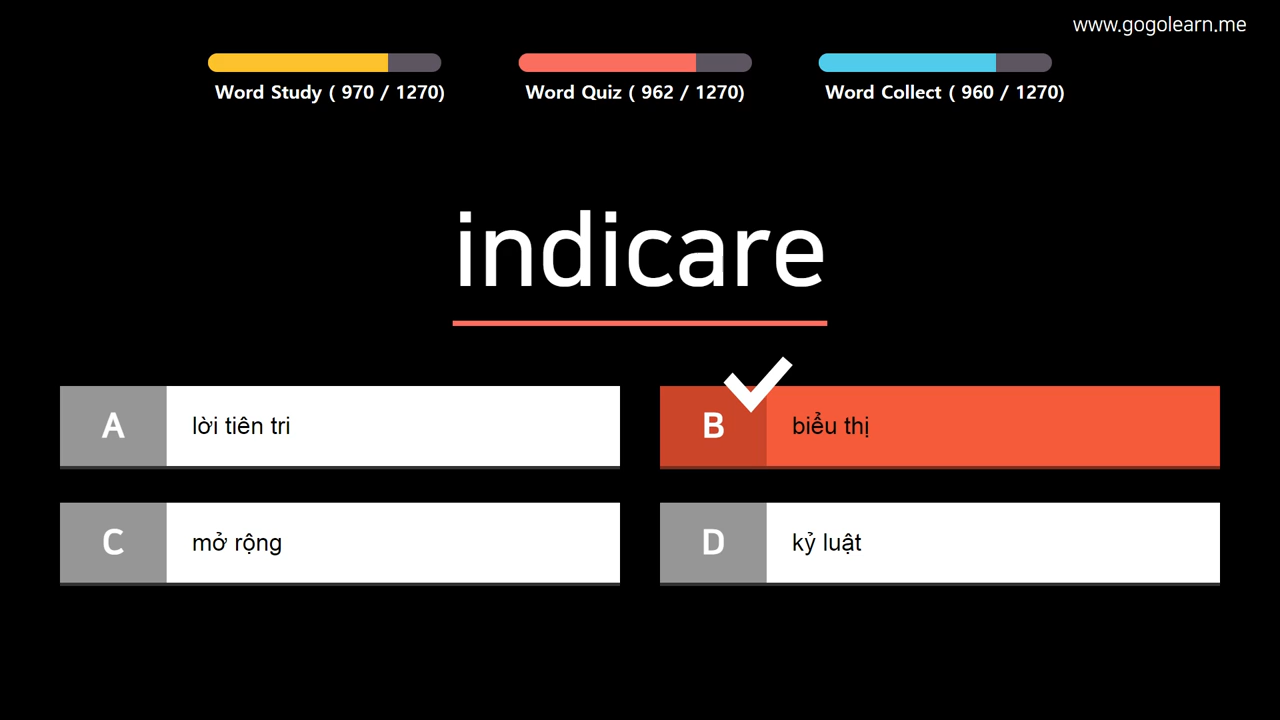 www.gogolearn.me
Word Study ( 970 / 1270)
Word Quiz ( 962 / 1270)
Word Collect ( 960 / 1270)
indicare
A
lời tiên tri
B
biểu thị
C
mở rộng
D
kỷ luật